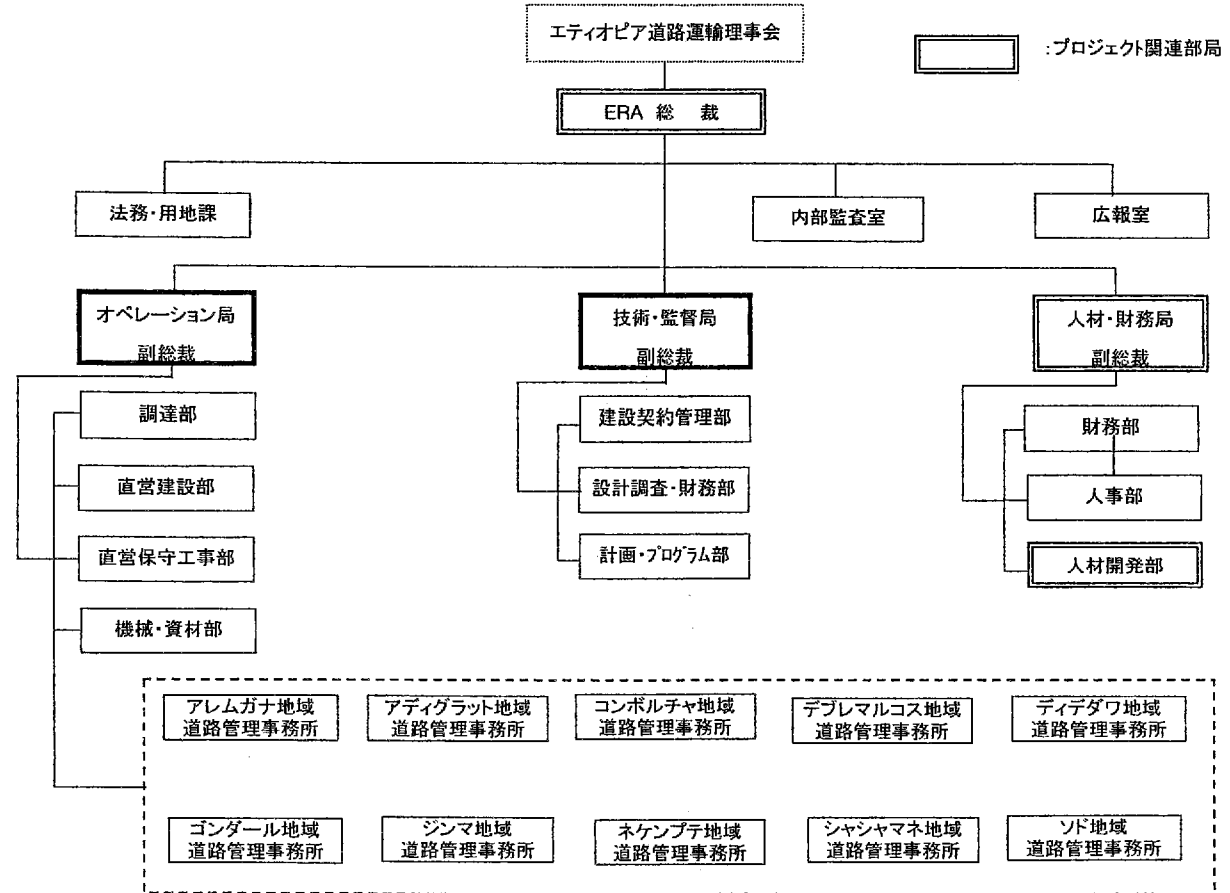 エティオピア道路運輸理事会
:プロジェクト関連部局
ERA 総 裁
法務・用地課
内部監査室
広報室
オペレーション局
副総裁
技術・監督局
副総裁
人材・財務局
副総裁
調達部
建設契約管理部
財務部
直営建設部
設計調査・財務部
人事部
直営保守工事部
計画・プログラム部
人材開発部
機械・資材部
アレムガナ地域
道路管理事務所
アディグラット地域
道路管理事務所
コンボルチャ地域
道路管理事務所
デブレマルコス地域
道路管理事務所
ディデダワ地域
道路管理事務所
ゴンダール地域
道路管理事務所
ジンマ地域
道路管理事務所
ネケンプテ地域
道路管理事務所
シャシャマネ地域
道路管理事務所
ソド地域
道路管理事務所